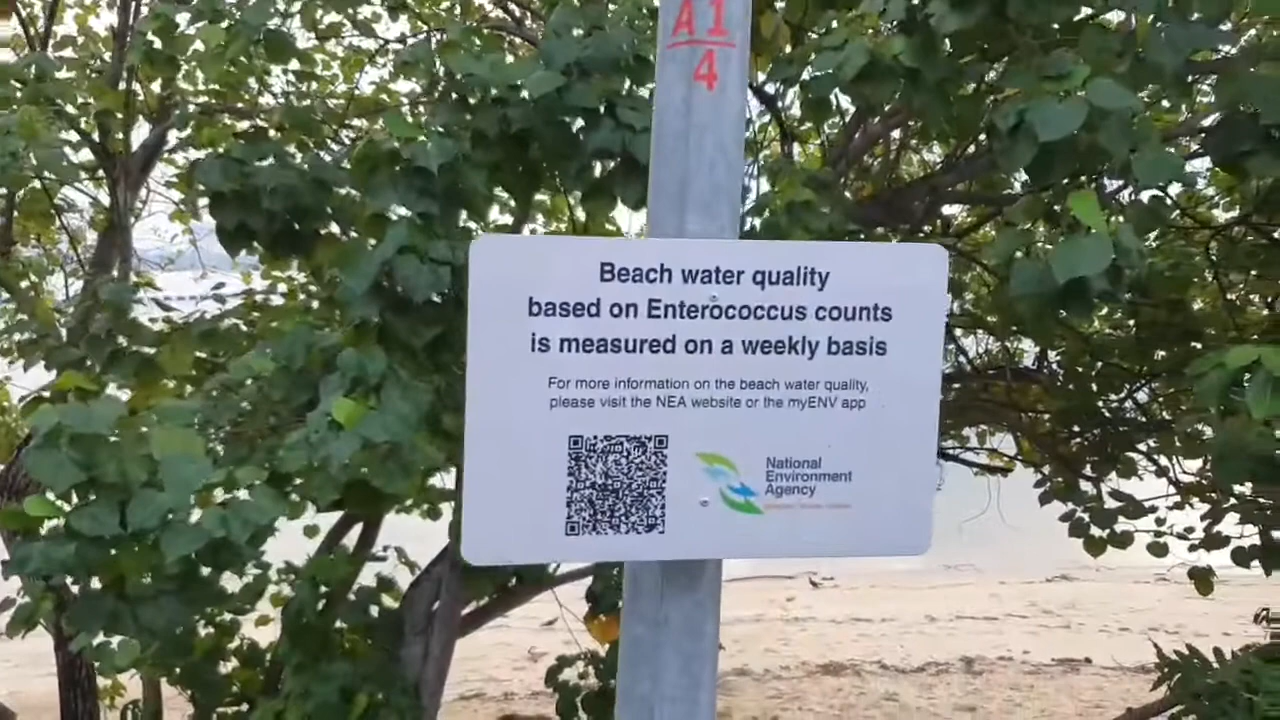 A 1
4
Beach water quality
based on Enterococcus counts
is measured on a weekly basis
For more information on the beach water quality,
please visit the NEA website or the myENV app
National
Environment
Agency